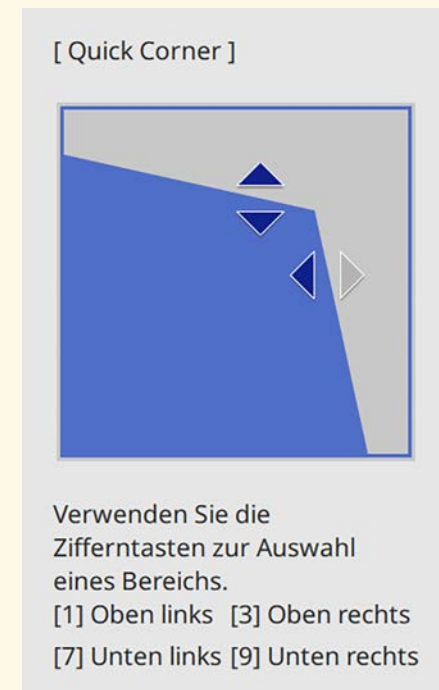 [ Quick Corner ]
Verwenden Sie die
Zifferntasten zur Auswahl
eines Bereichs.
[1] Oben links [3] Oben rechts
[7] Unten links [9] Unten rechts